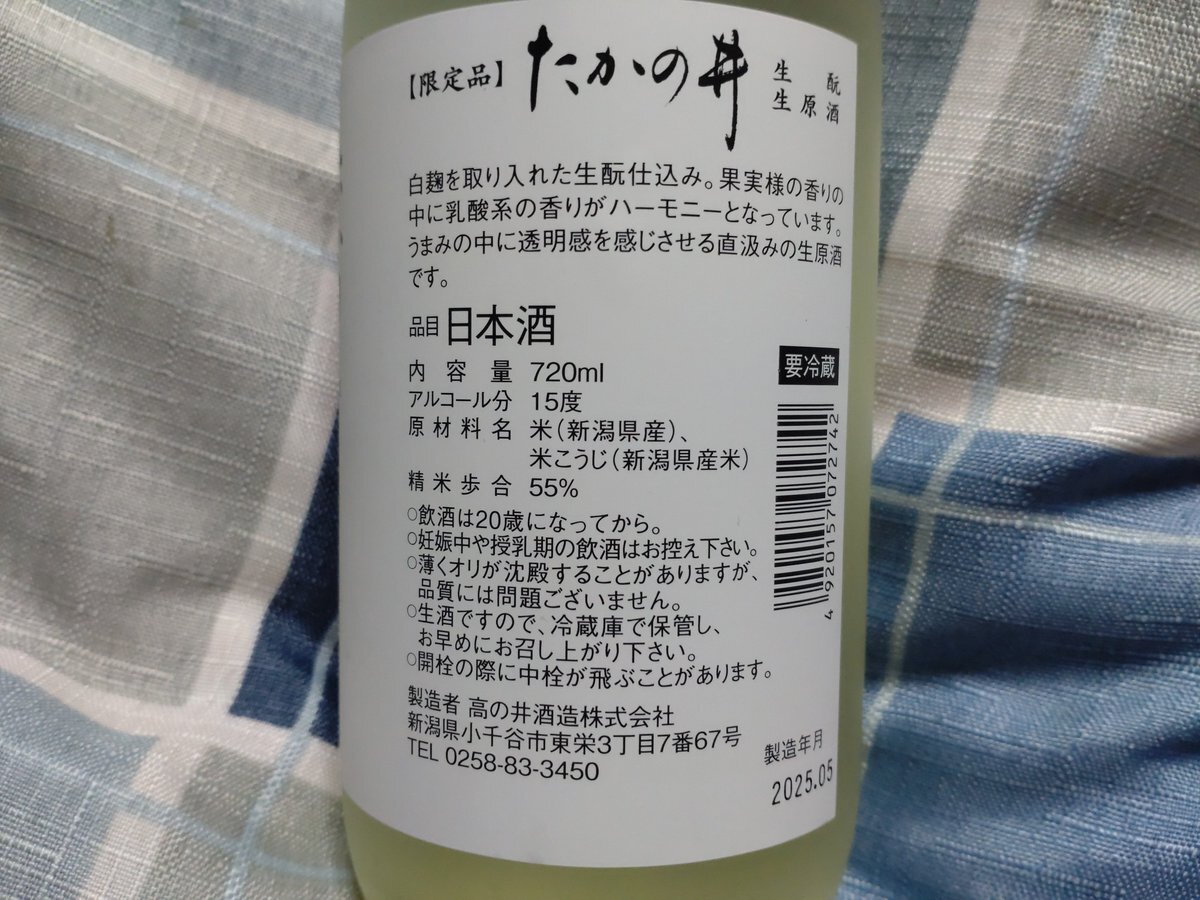 【限定品】 たかの井 生酛 生原酒
白麹を取り入れた生酛仕込み。果実様の香りの
中に乳酸系の香りがハーモニーとなっています。
うまみの中に透明感を感じさせる直汲みの生原酒
です。
品目 日本酒
要冷蔵
内容量 720ml
アルコール分 15度
原材料名 米(新潟県産)、
米こうじ(新潟県産米)
精米歩合 55%
○飲酒は20歳になってから。
○妊娠中や授乳期の飲酒はお控え下さい。
○薄くオリが沈殿することがありますが、
品質には問題ございません。
○生酒ですので、冷蔵庫で保管し、
お早めにお召し上がり下さい。
○開栓の際に中栓が飛ぶことがあります。
製造者 高の井酒造株式会社
新潟県小千谷市東栄3丁目7番67号
TEL 0258-83-3450
製造年月
2025.05
4 920157 072742